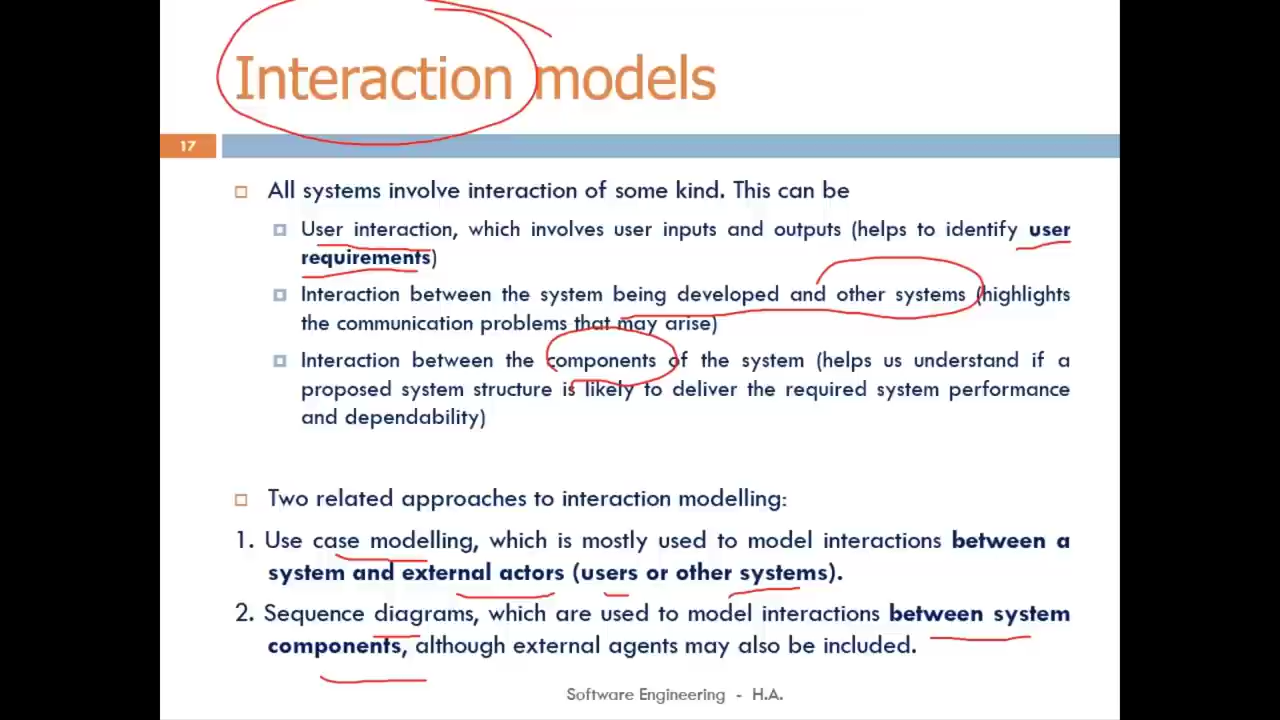 Interaction models
17
All systems involve interaction of some kind. This can be
User interaction, which involves user inputs and outputs (helps to identify user
requirements)
Interaction between the system being developed and other systems (highlights
the communication problems that may arise)
Interaction between the components of the system (helps us understand if a
proposed system structure is likely to deliver the required system performance
and dependability)
Two related approaches to interaction modelling:
1. Use case modelling, which is mostly used to model interactions between a
system and external actors (users or other systems).
2. Sequence diagrams, which are used to model interactions between system
components, although external agents may also be included.
Software Engineering - H.A.